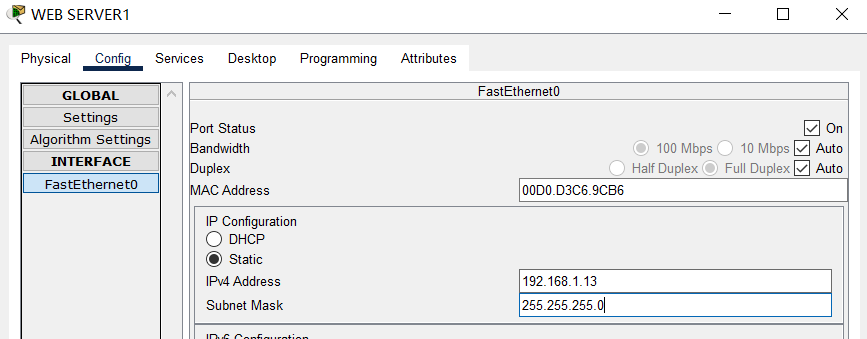 WEB SERVER1
Physical Config Services Desktop Programming Attributes
GLOBAL
Settings
Algorithm Settings
INTERFACE
FastEthernet0
FastEthernet0
Port Status On
Bandwidth 100 Mbps 10 Mbps Auto
Duplex Half Duplex Full Duplex Auto
MAC Address 00D0.D3C6.9CB6
IP Configuration
DHCP
Static
IPv4 Address 192.168.1.13
Subnet Mask 255.255.255.0
IPv6 Configuration